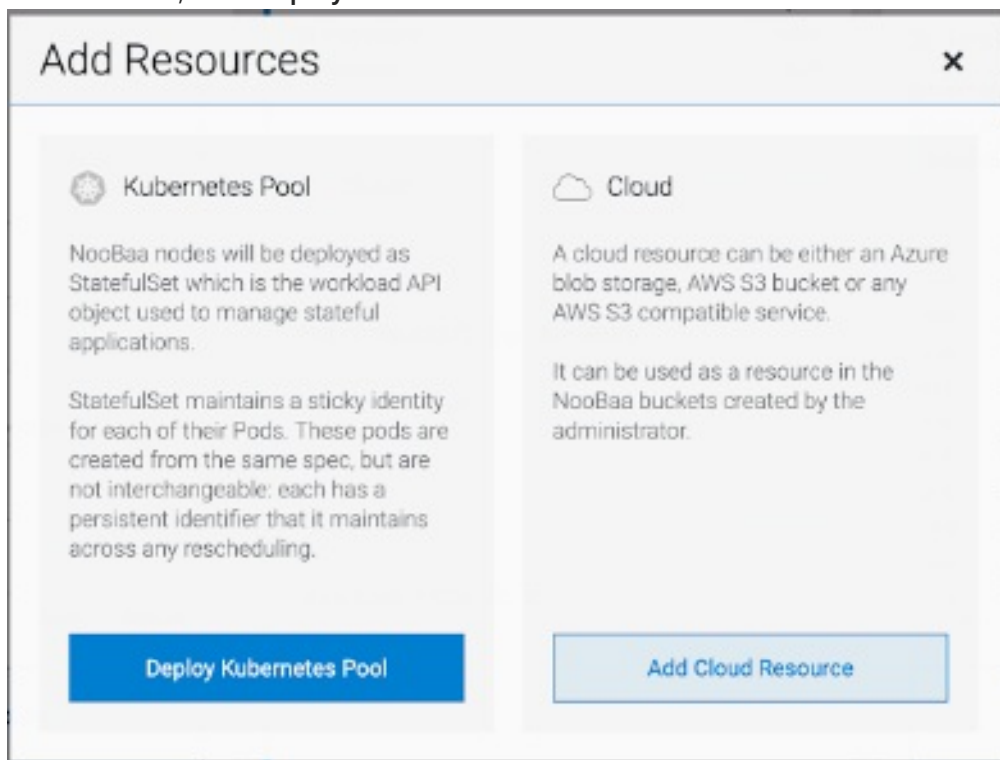 Add Resources
Kubernetes Pool
NooBaa nodes will be deployed as
StatefulSet which is the workload API
object used to manage stateful
applications.
StatefulSet maintains a sticky identity
for each of their Pods. These pods are
created from the same spec, but are
not interchangeable: each has a
persistent identifier that it maintains
across any rescheduling.
Deploy Kubernetes Pool
Cloud
A cloud resource can be either an Azure
blob storage, AWS S3 bucket or any
AWS S3 compatible service.
It can be used as a resource in the
NooBaa buckets created by the
administrator.
Add Cloud Resource